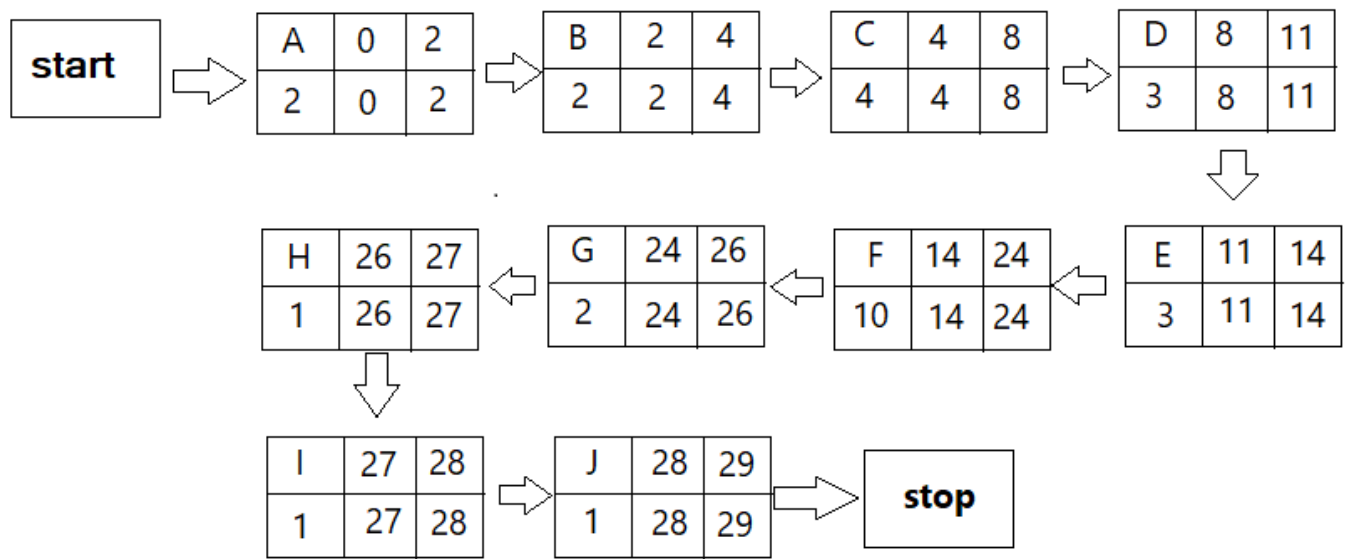 start
A 0 2
2 0 2
B 2 4
2 2 4
C 4 8
4 4 8
D 8 11
3 8 11
E 11 14
3 11 14
F 14 24
10 14 24
G 24 26
2 24 26
H 26 27
1 26 27
I 27 28
1 27 28
J 28 29
1 28 29
stop